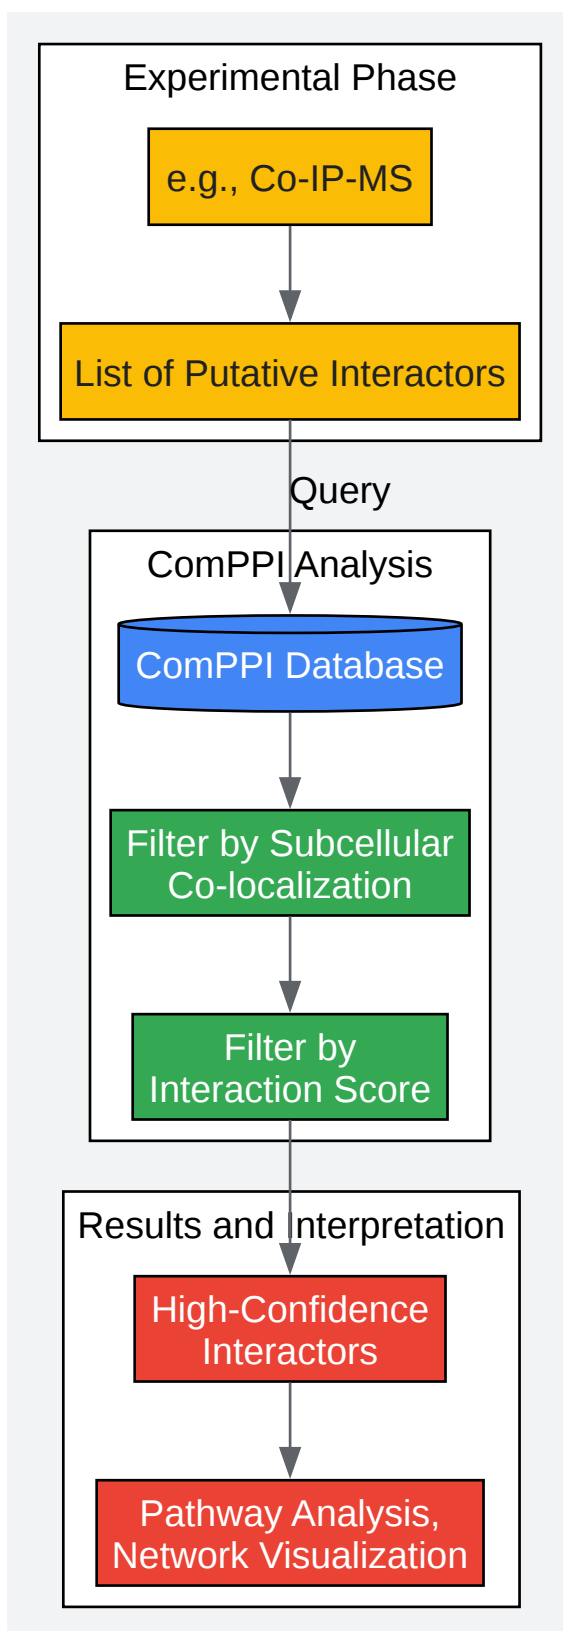 Experimental Phase
e.g., Co-IP-MS
List of Putative Interactors
Query
ComPPI Analysis
ComPPI Database
Filter by Subcellular
Co-localization
Filter by
Interaction Score
Results and Interpretation
High-Confidence
Interactors
Pathway Analysis,
Network Visualization